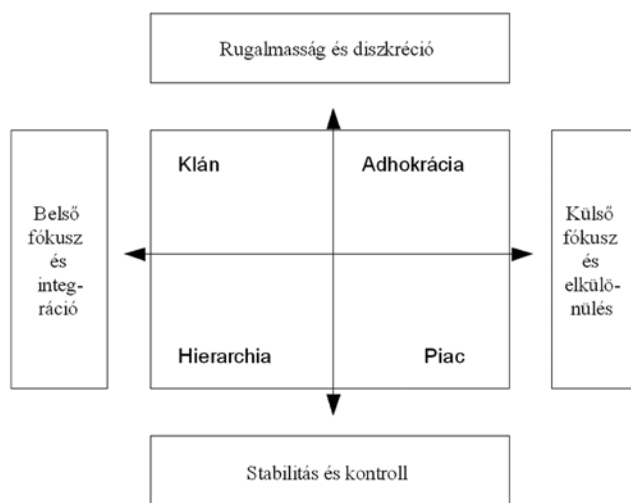 Rugalmasság és diszkréció
Klán
Adhokrácia
Belső
fókusz
és
integ-
ráció
Külső
fókusz
és
elkülö-
nülés
Hierarchia
Piac
Stabilitás és kontroll